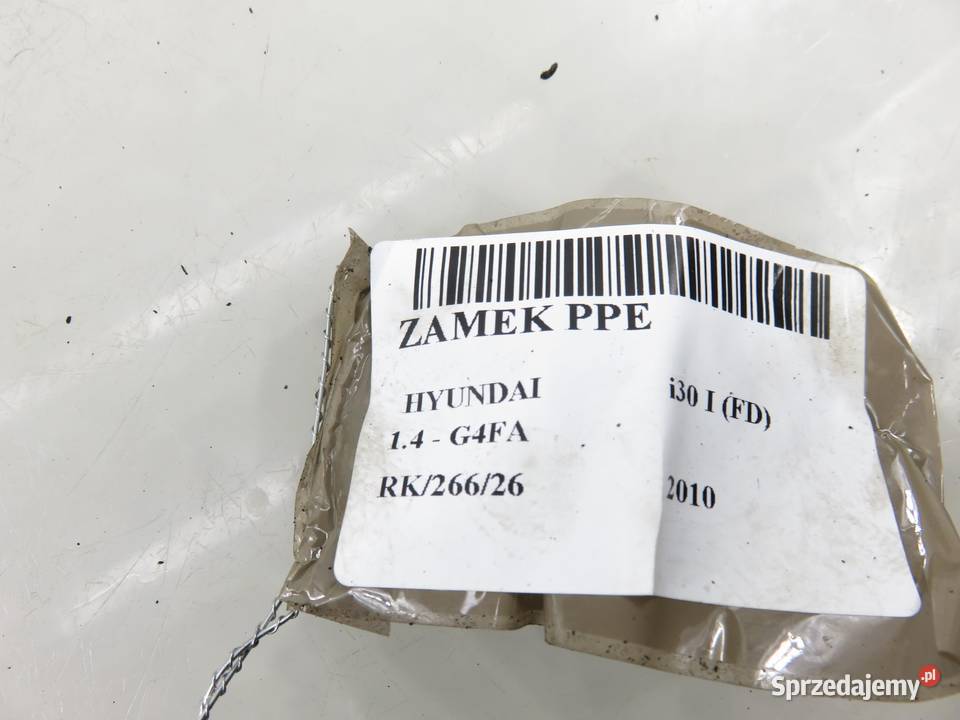 ZAMEK PPE
HYUNDAI i30 I (FD)
1.4 - G4FA
RK/266/26 2010
Sprzedajemy.pl